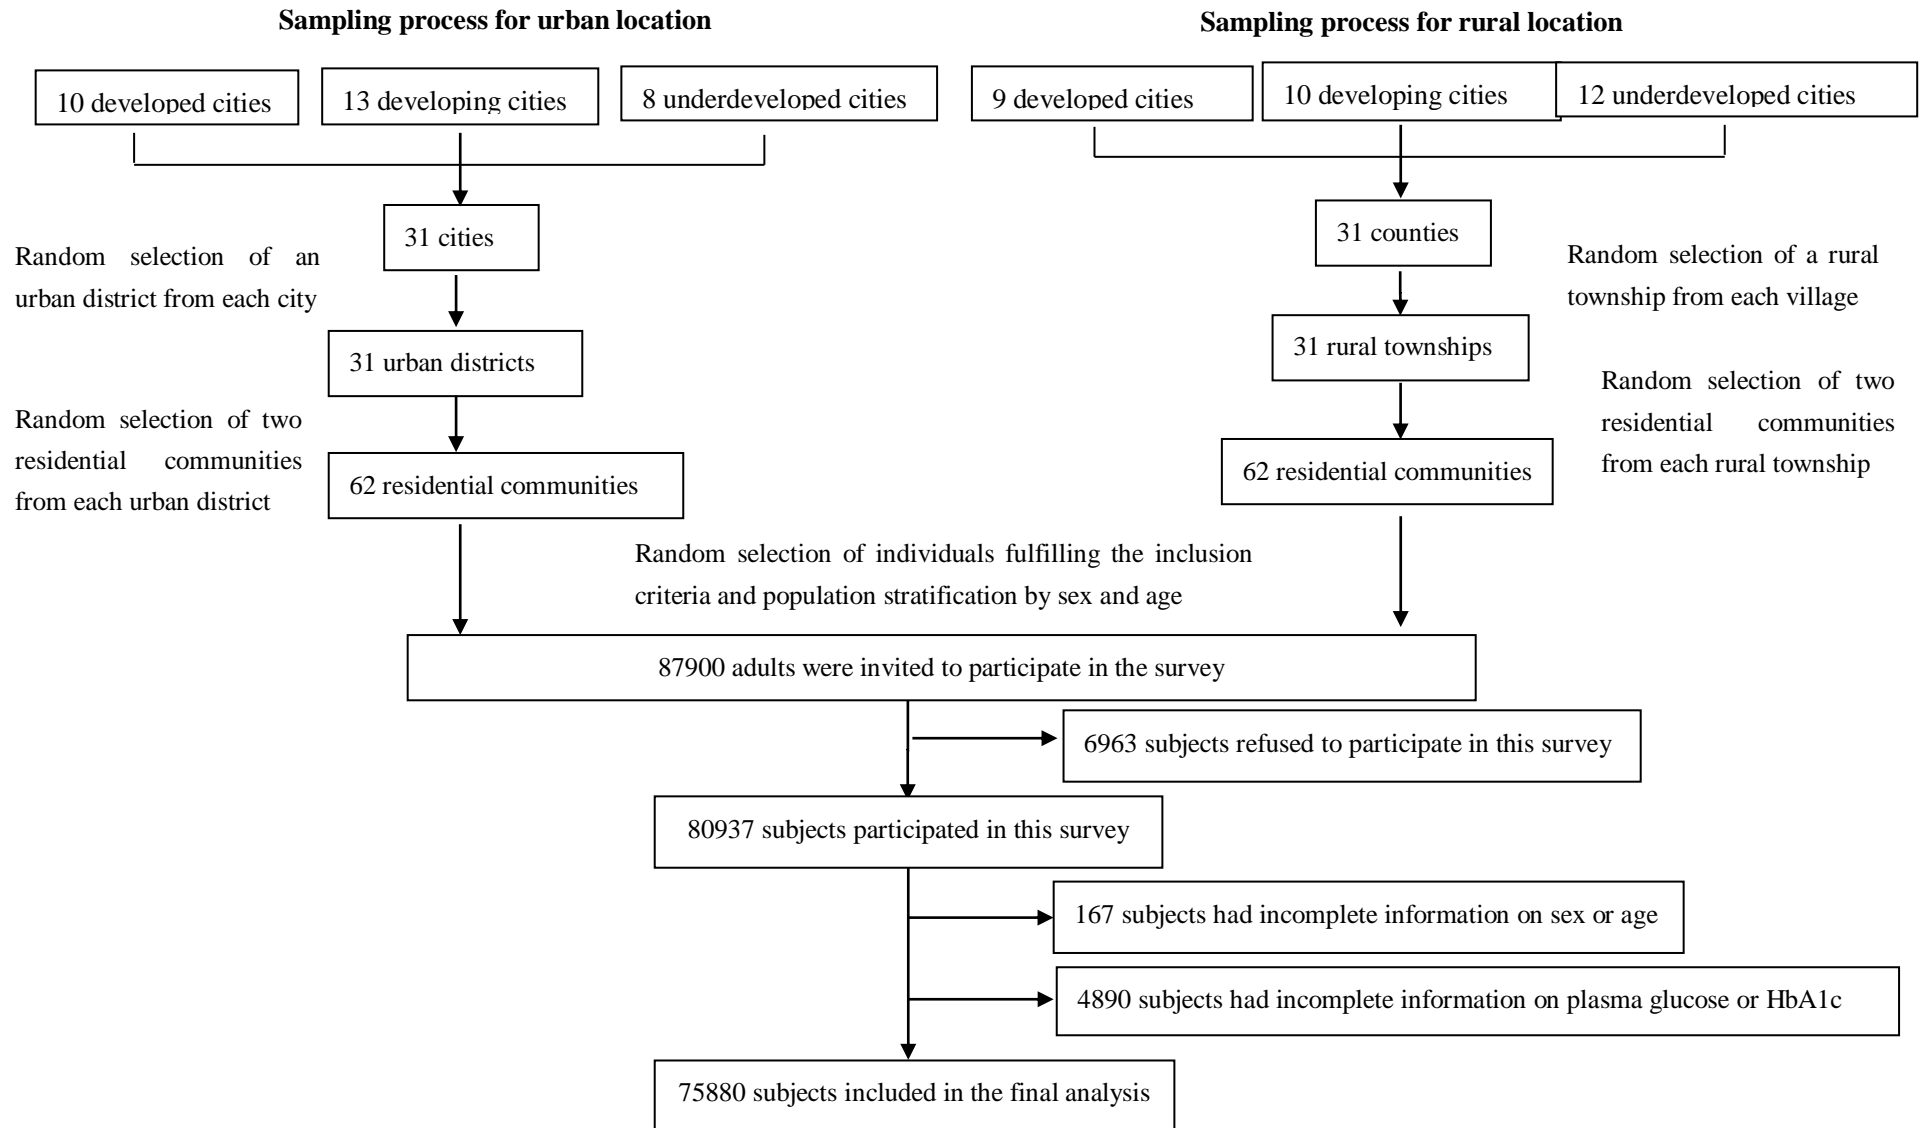 Sampling process for urban location
Sampling process for rural location
10 developed cities
13 developing cities
8 underdeveloped cities
9 developed cities
10 developing cities
12 underdeveloped cities
31 cities
31 counties
Random selection of an
urban district from each city
Random selection of a rural
township from each village
31 urban districts
31 rural townships
Random selection of two
residential communities
from each urban district
Random selection of two
residential communities
from each rural township
62 residential communities
62 residential communities
Random selection of individuals fulfilling the inclusion
criteria and population stratification by sex and age
87900 adults were invited to participate in the survey
6963 subjects refused to participate in this survey
80937 subjects participated in this survey
167 subjects had incomplete information on sex or age
4890 subjects had incomplete information on plasma glucose or HbA1c
75880 subjects included in the final analysis